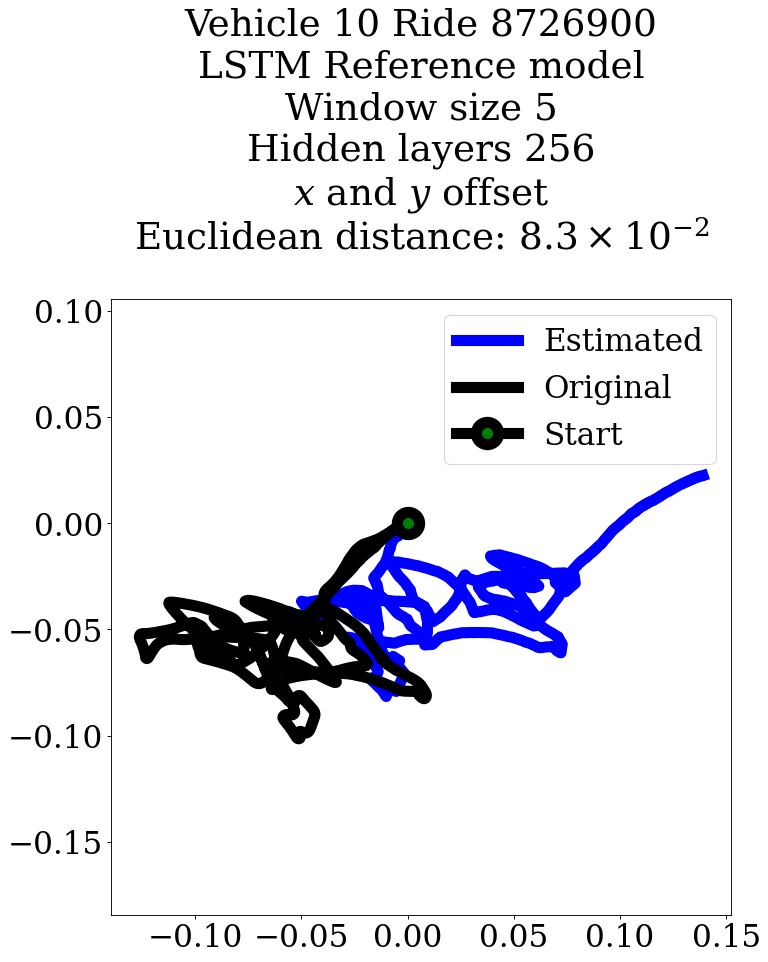 Vehicle 10 Ride 8726900
LSTM Reference model
Window size 5
Hidden layers 256
x and y offset
Euclidean distance: 8.3 × 10⁻²
0.10
0.05
0.00
−0.05
−0.10
−0.15
Estimated
Original
Start
−0.10 −0.05 0.00 0.05 0.10 0.15